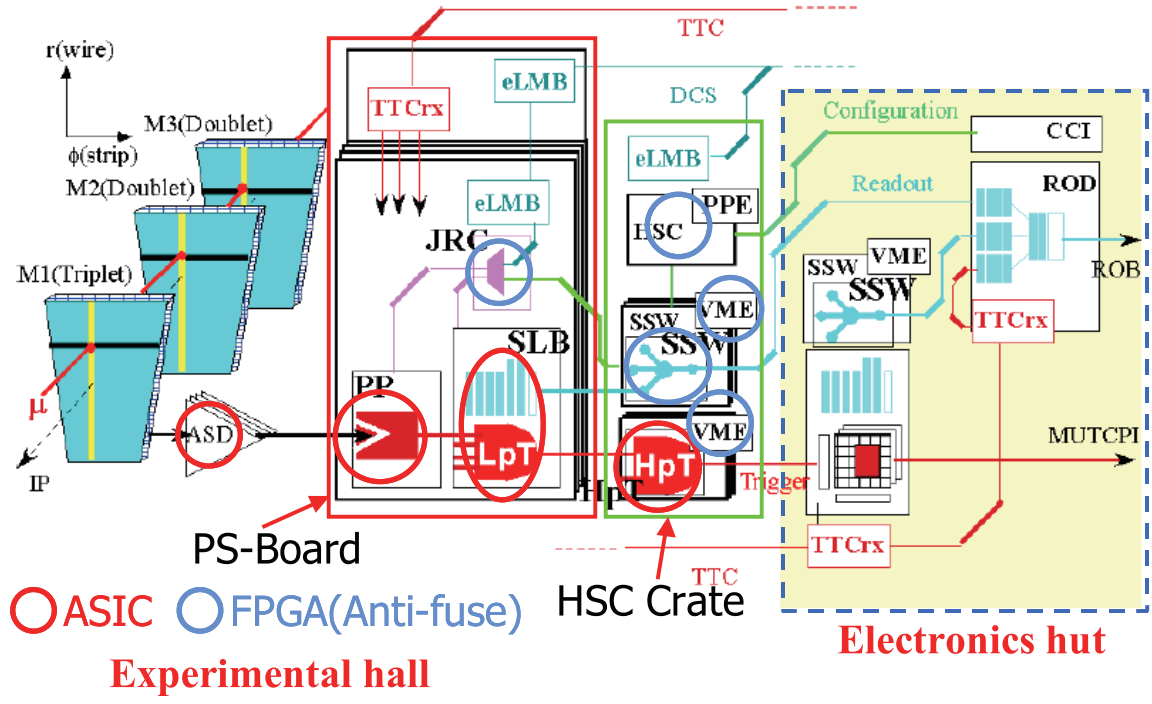 TTC
r(wire)
eLMB
DCS
TTCrx
Configuration
CCI
M3(Doublet)
ϕ(strip)
eLMB
M2(Doublet)
Readout
ROD
eLMB
PPE
HSC
JRC
M1(Triplet)
SSW
VME
SSW
ROB
VME
SSW
SSW
TTCrx
SLB
PP
μ
ASD
VME
MUTCPI
LpT
HpT
Trigger
IP
HpT
PS-Board
TTCrx
TTC
HSC Crate
ASIC
FPGA(Anti-fuse)
Electronics hut
Experimental hall